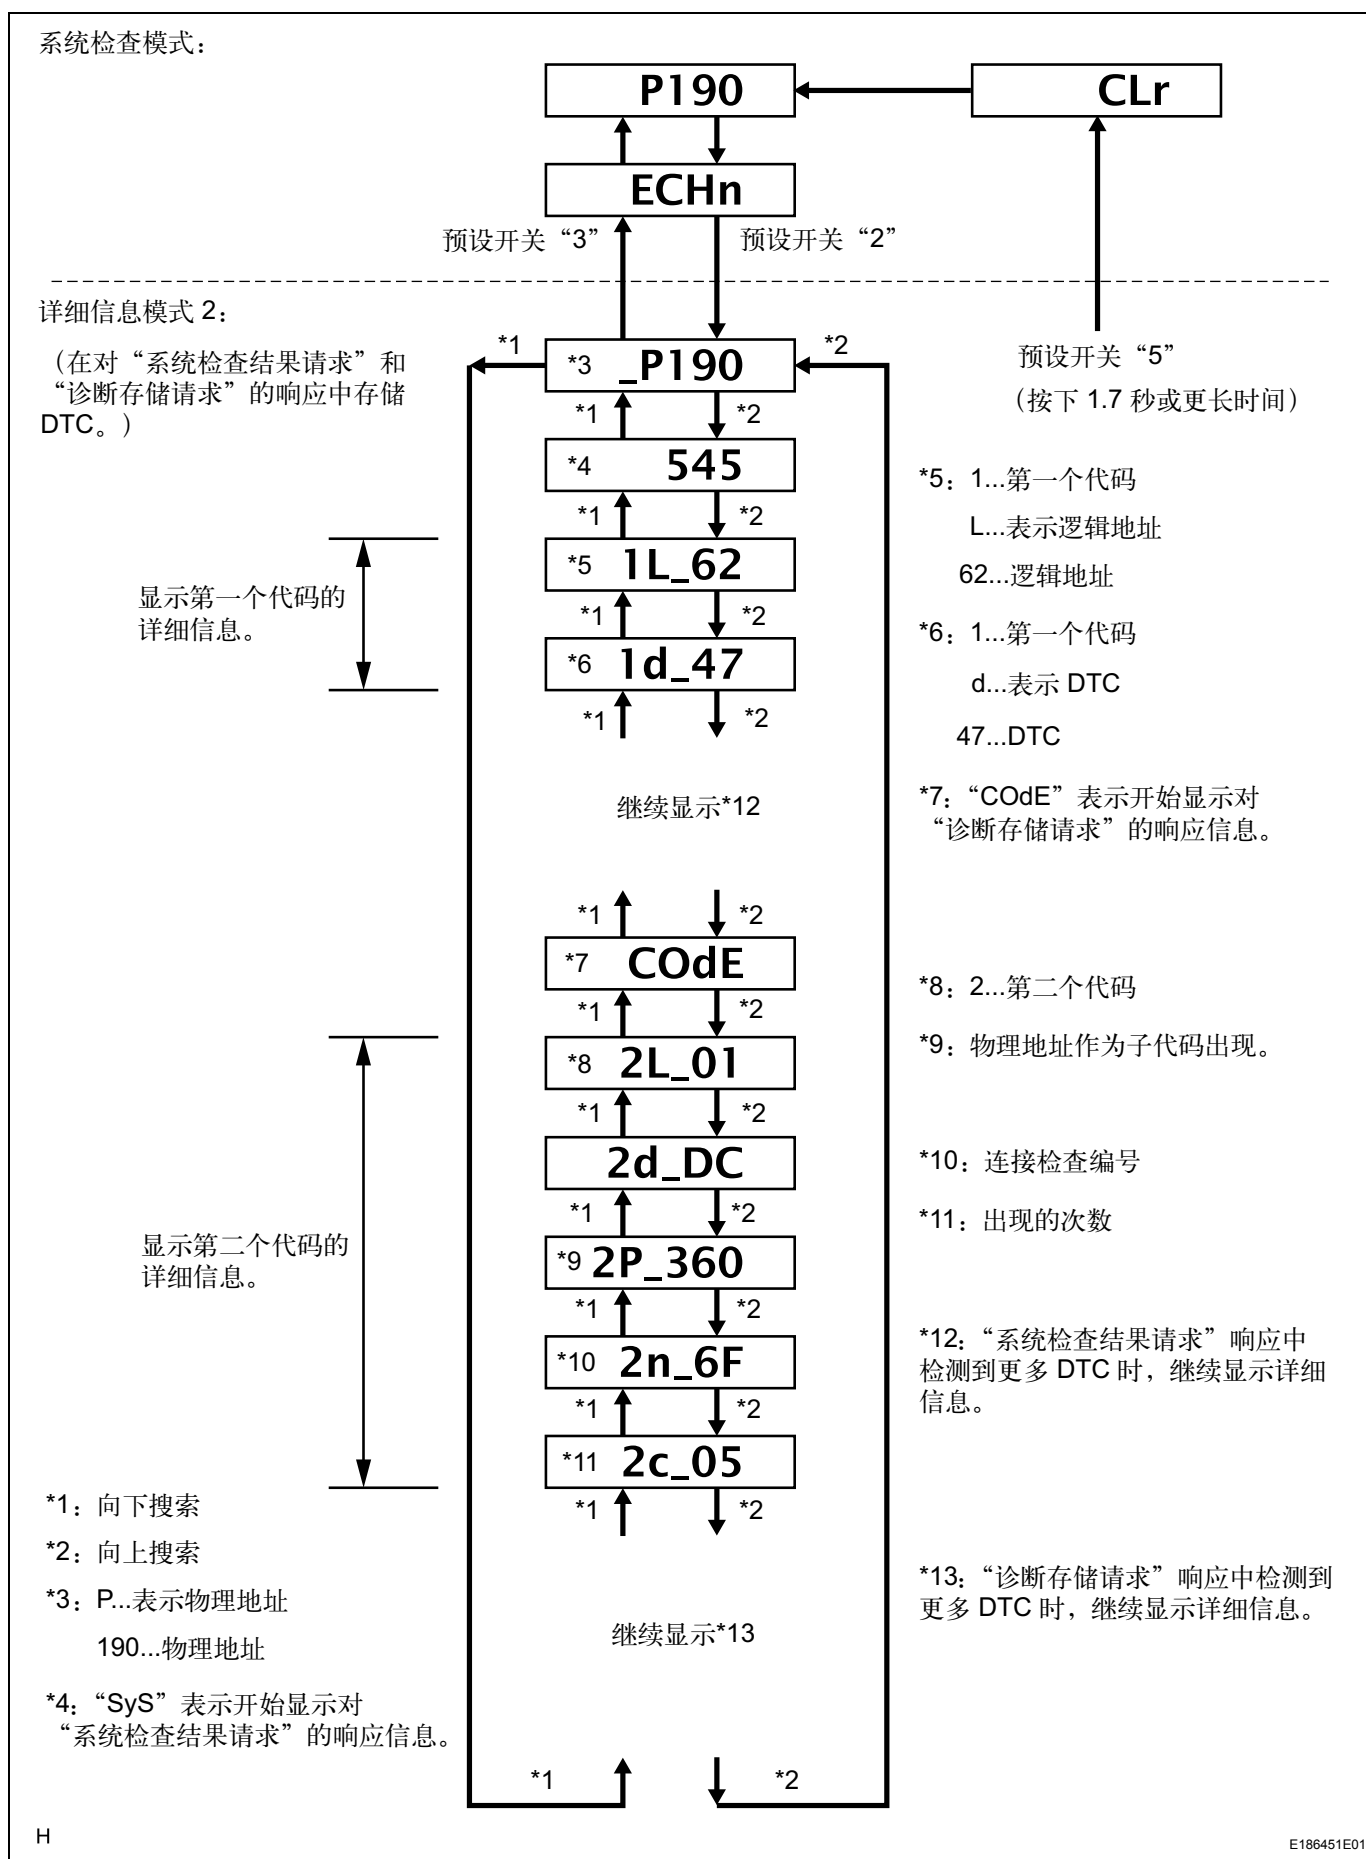 系统检查模式：
P190
CLr
ECHn
预设开关“3”
预设开关“2”
详细信息模式 2：
（在对“系统检查结果请求”和
“诊断存储请求”的响应中存储
DTC。）
预设开关“5”
（按下 1.7 秒或更长时间）
*1
*3 _P190
*2
*1
*2
*4 545
*1
*2
显示第一个代码的
详细信息。
*5 1L_62
*1
*2
*6 1d_47
*1
*2
继续显示*12
*5：1...第一个代码
L...表示逻辑地址
62...逻辑地址
*6：1...第一个代码
d...表示 DTC
47...DTC
*7：“COdE”表示开始显示对
“诊断存储请求”的响应信息。
*1
*2
*7 COdE
*1
*2
显示第二个代码的
详细信息。
*8 2L_01
*1
*2
2d_DC
*1
*2
*9 2P_360
*1
*2
*10 2n_6F
*1
*2
*11 2c_05
*1
*2
继续显示*13
*1
*2
*8：2...第二个代码
*9：物理地址作为子代码出现。
*10：连接检查编号
*11：出现的次数
*12：“系统检查结果请求”响应中
检测到更多 DTC 时，继续显示详细
信息。
*13：“诊断存储请求”响应中检测到
更多 DTC 时，继续显示详细信息。
*1：向下搜索
*2：向上搜索
*3：P...表示物理地址
190...物理地址
*4：“SyS”表示开始显示对
“系统检查结果请求”的响应信息。
H
E186451E01